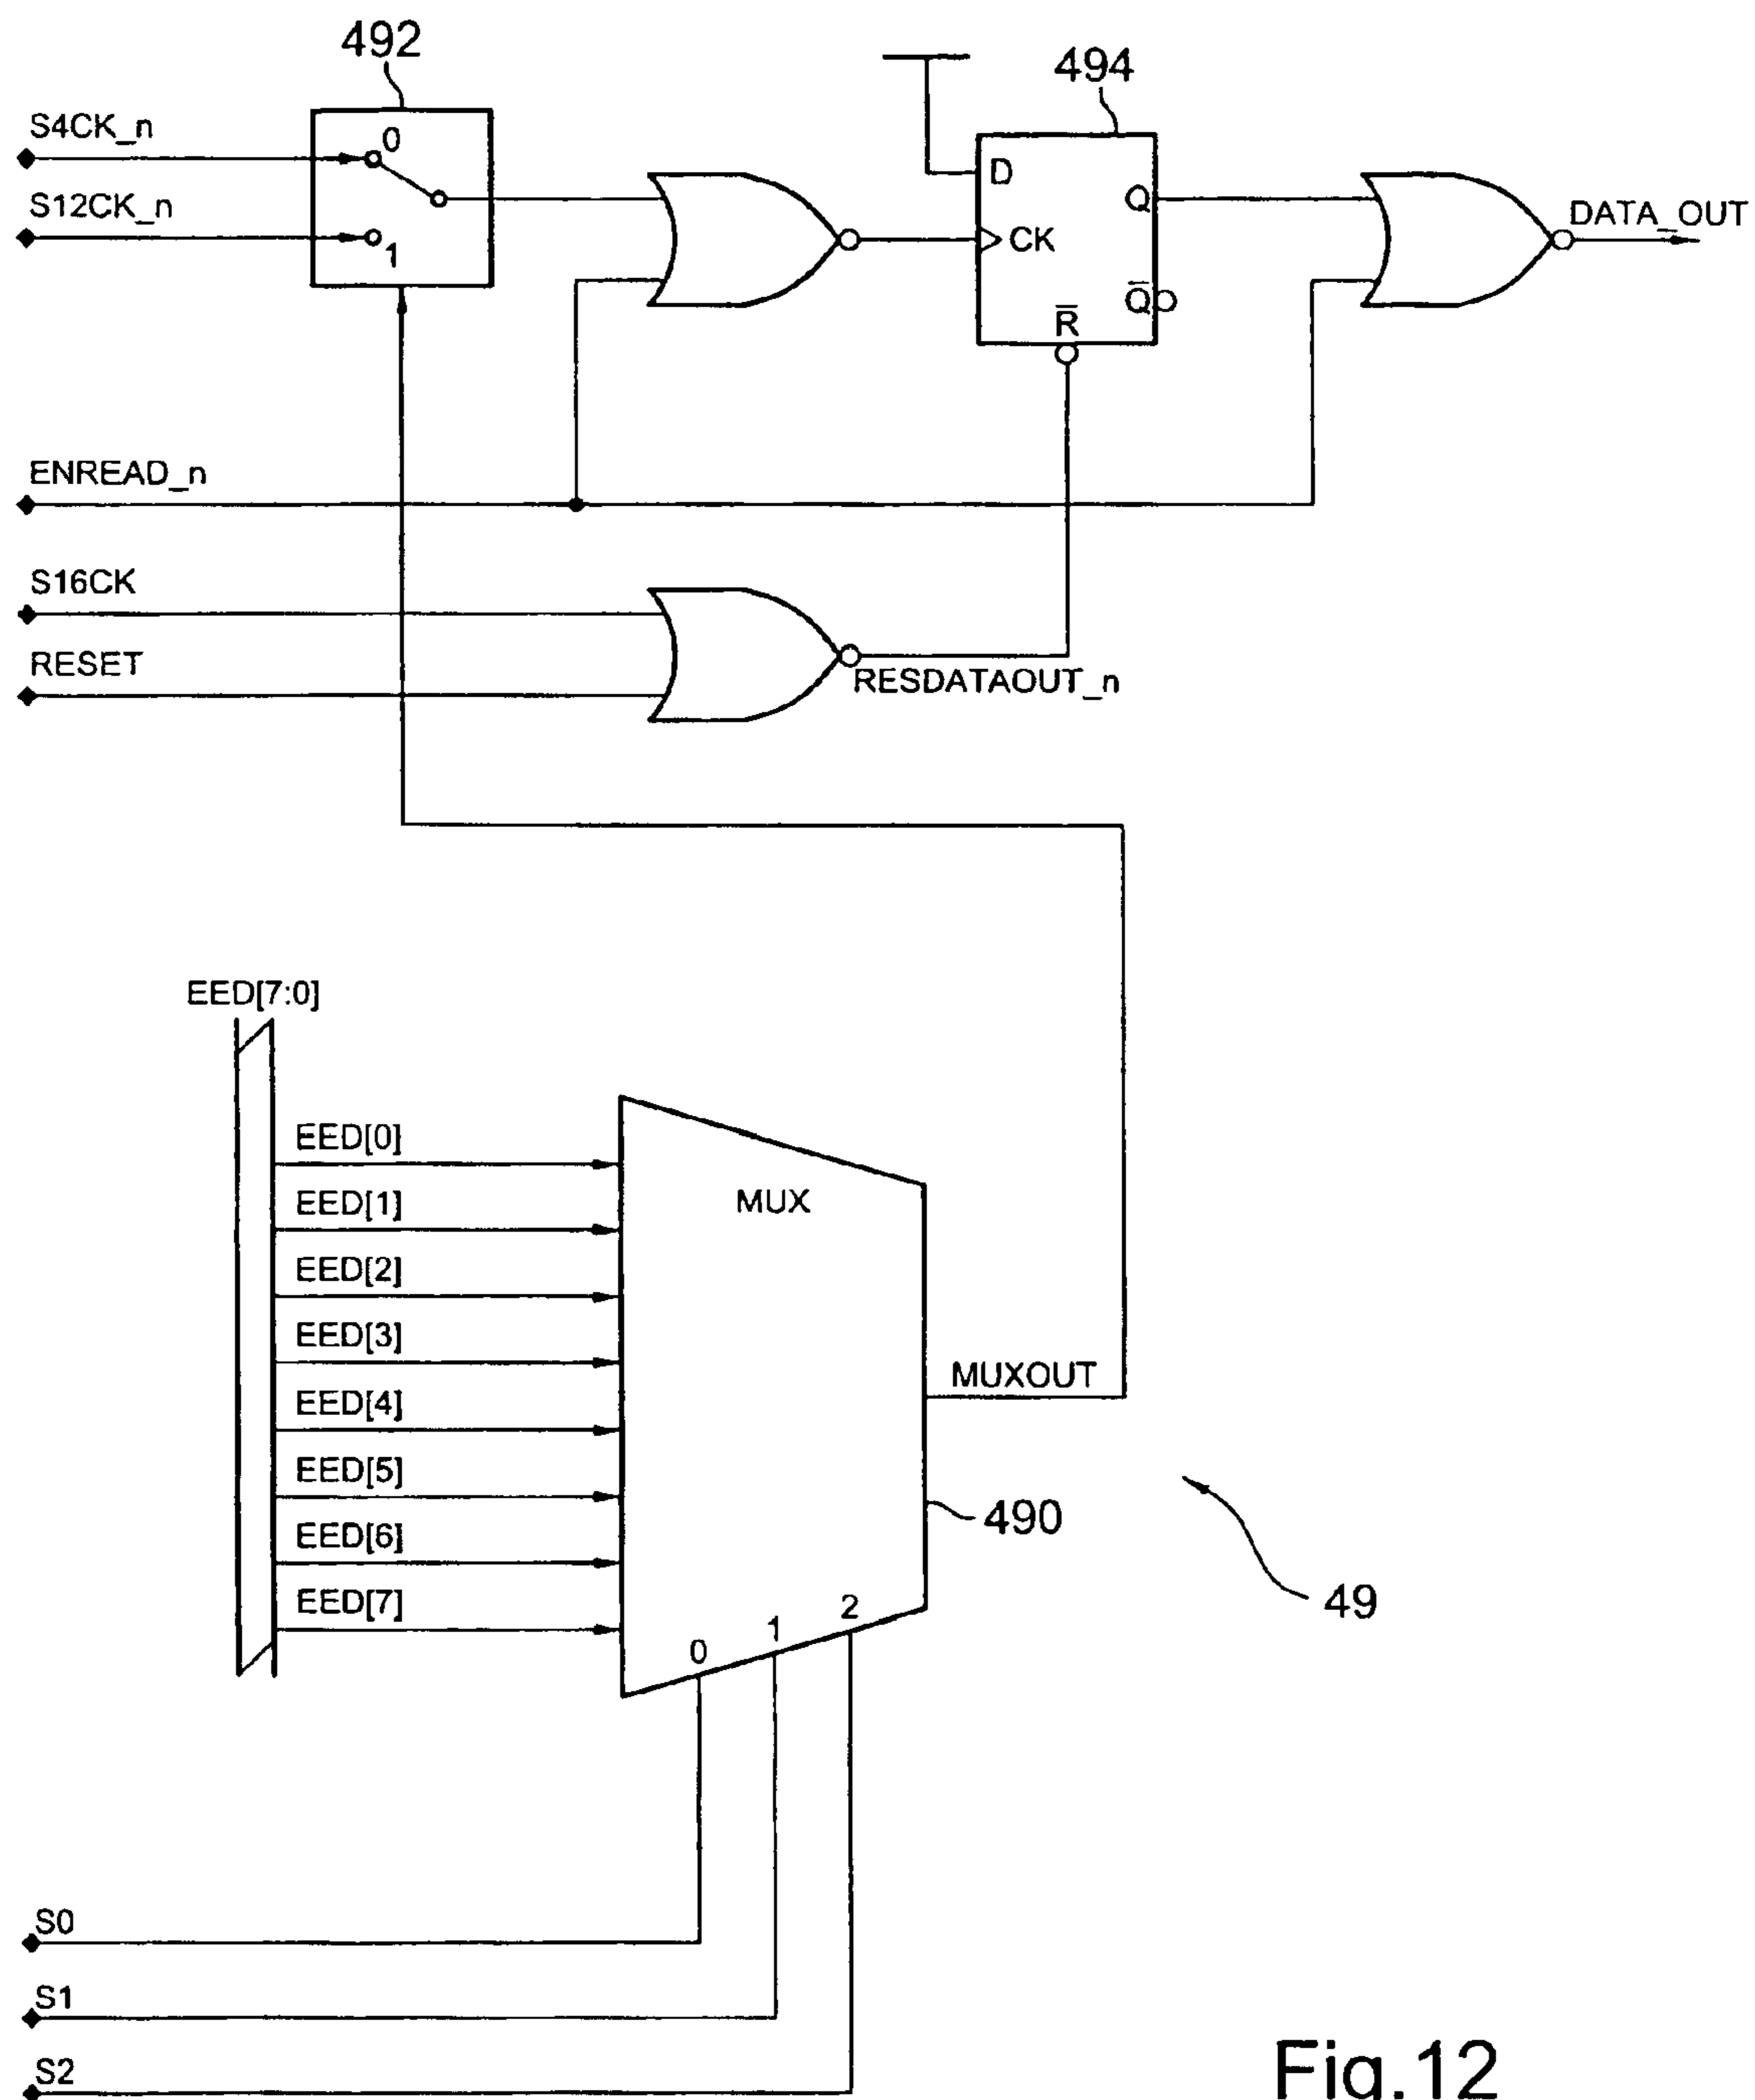 492
494
S4CK_n
0
S12CK_n
1
D
Q
CK
Q
R
DATA_OUT
ENREAD_n
S16CK
RESET
RESDATAOUT_n
EED[7:0]
EED[0]
EED[1]
EED[2]
EED[3]
EED[4]
EED[5]
EED[6]
EED[7]
MUX
MUXOUT
490
49
0
1
2
S0
S1
S2
Fig.12